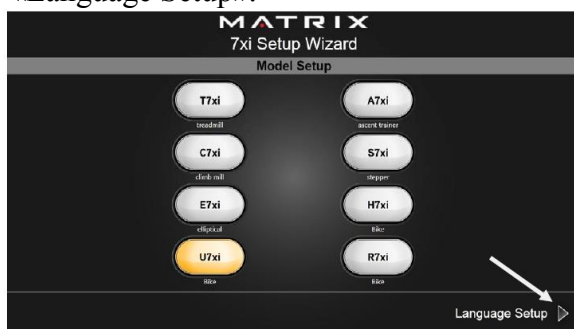 «Language Setup».
MATRIX
7xi Setup Wizard
Model Setup
T7xi
treadmill
A7xi
ascent trainer
C7xi
climb mill
S7xi
stepper
E7xi
elliptical
H7xi
Bike
U7xi
Bike
R7xi
Bike
Language Setup